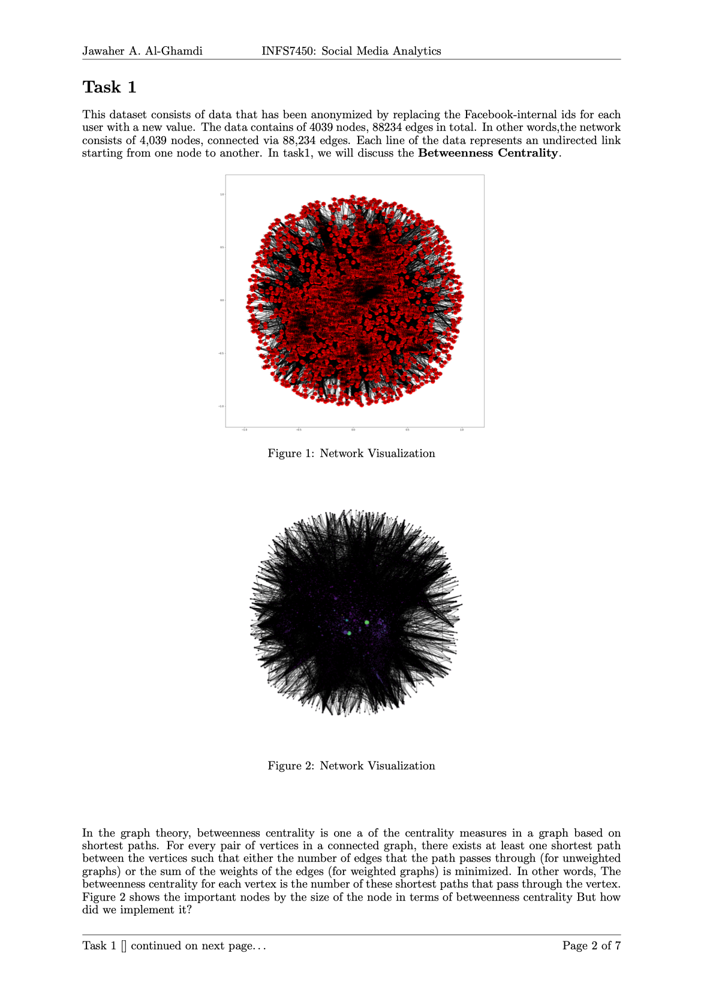 Jawaher A. Al-Ghamdi INFS7450: Social Media Analytics
Task 1
This dataset consists of data that has been anonymized by replacing the Facebook-internal ids for each
user with a new value. The data contains of 4039 nodes, 88234 edges in total. In other words,the network
consists of 4,039 nodes, connected via 88,234 edges. Each line of the data represents an undirected link
starting from one node to another. In task1, we will discuss the Betweenness Centrality.
1.0
0.5
0.0
−0.5
−1.0
−1.0 −0.5 0.0 0.5 1.0
Figure 1: Network Visualization
Figure 2: Network Visualization
In the graph theory, betweenness centrality is one a of the centrality measures in a graph based on
shortest paths. For every pair of vertices in a connected graph, there exists at least one shortest path
between the vertices such that either the number of edges that the path passes through (for unweighted
graphs) or the sum of the weights of the edges (for weighted graphs) is minimized. In other words, The
betweenness centrality for each vertex is the number of these shortest paths that pass through the vertex.
Figure 2 shows the important nodes by the size of the node in terms of betweenness centrality But how
did we implement it?
Task 1 [] continued on next page... Page 2 of 7